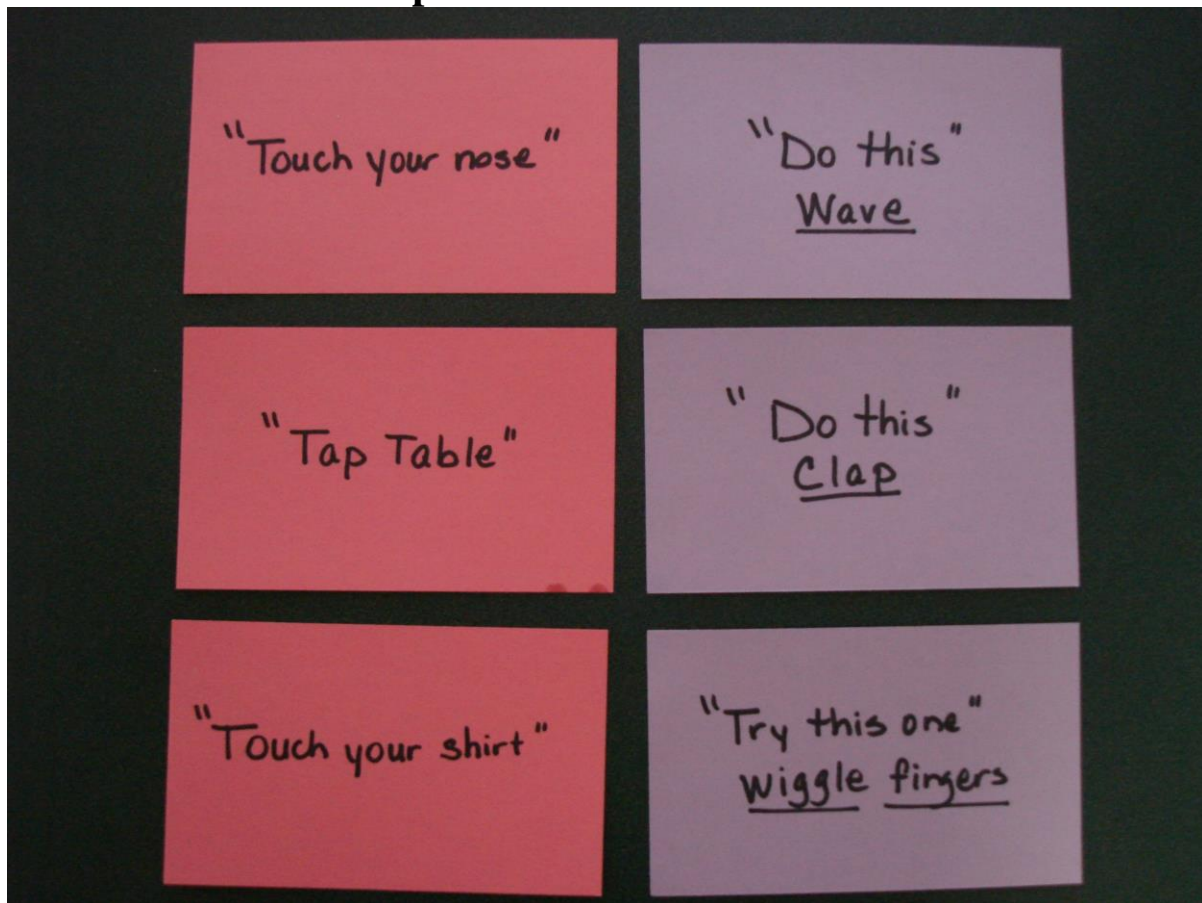 "Touch your nose"
"Do this"
Wave
"Tap Table"
"Do this"
Clap
"Touch your shirt"
"Try this one"
wiggle fingers